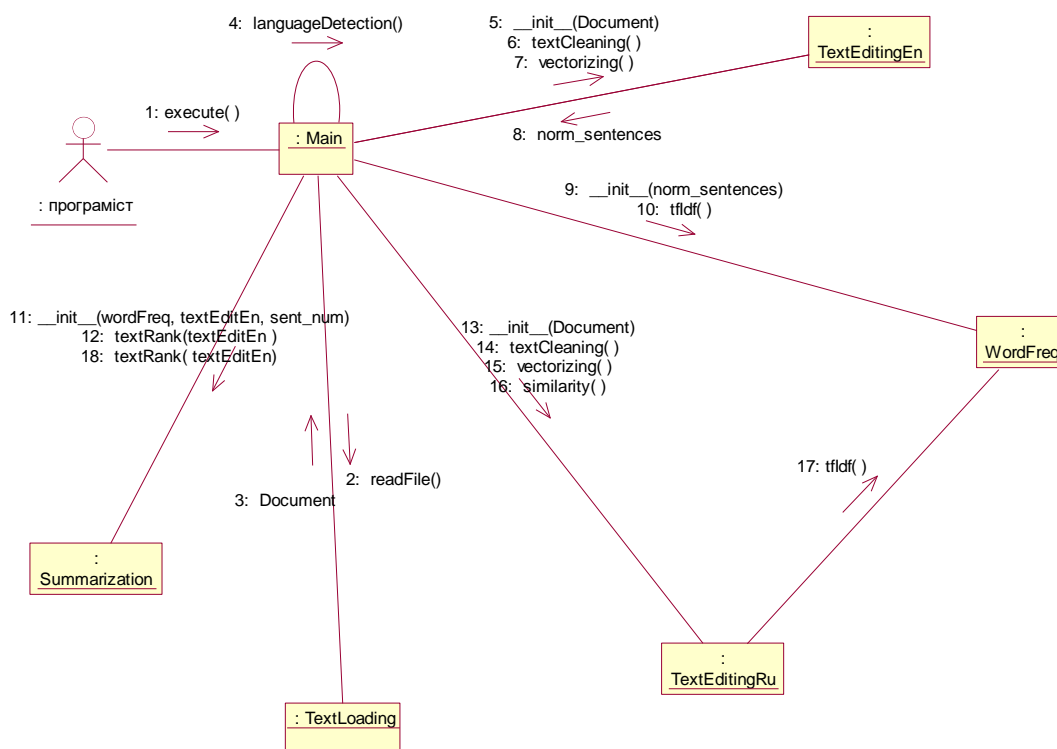 4: languageDetection()
5: __init__(Document)
6: textCleaning( )
7: vectorizing( )
:
TextEditingEn
1: execute( )
8: norm_sentences
: Main
: програміст
9: __init__(norm_sentences)
10: tfIdf( )
11: __init__(wordFreq, textEditEn, sent_num)
12: textRank(textEditEn )
18: textRank( textEditEn)
13: __init__(Document)
14: textCleaning( )
15: vectorizing( )
16: similarity( )
:
WordFreq
2: readFile()
3: Document
17: tfIdf( )
:
Summarization
:
TextEditingRu
: TextLoading